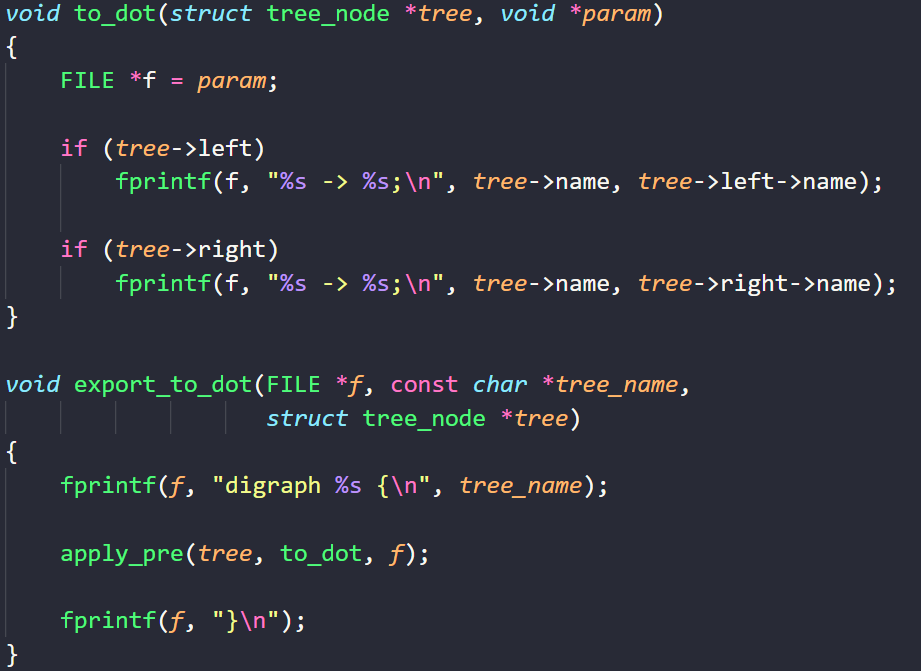 void to_dot(struct tree_node *tree, void *param)
{
    FILE *f = param;

    if (tree->left)
        fprintf(f, "%s -> %s;\n", tree->name, tree->left->name);

    if (tree->right)
        fprintf(f, "%s -> %s;\n", tree->name, tree->right->name);
}

void export_to_dot(FILE *f, const char *tree_name,
                   struct tree_node *tree)
{
    fprintf(f, "digraph %s {\n", tree_name);

    apply_pre(tree, to_dot, f);

    fprintf(f, "}\n");
}